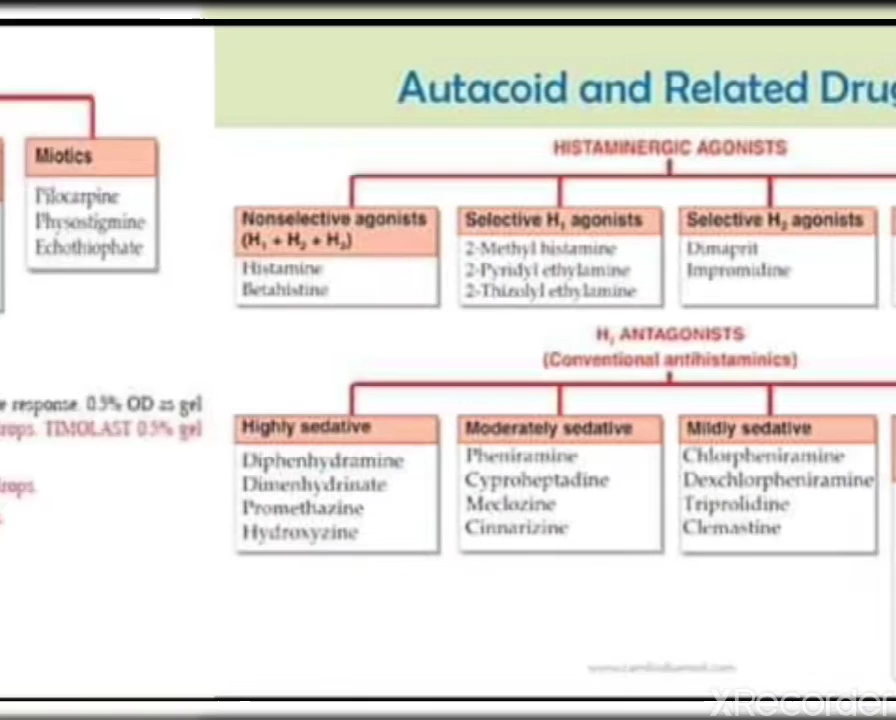 Miotics
Pilocarpine
Physostigmine
Echothiophate
e response. 0.5% OD as gel
rops. TIMOLAST 0.5% gel
drops.
Autacoid and Related Drug
HISTAMINERGIC AGONISTS
Nonselective agonists
(H₁ + H₂ + H₃)
Histamine
Betahistine
Selective H₁ agonists
2-Methyl histamine
2-Pyridyl ethylamine
2-Thizolyl ethylamine
Selective H₂ agonists
Dimaprit
Impromidine
H₁ ANTAGONISTS
(Conventional antihistaminics)
Highly sedative
Diphenhydramine
Dimenhydrinate
Promethazine
Hydroxyzine
Moderately sedative
Pheniramine
Cyproheptadine
Meclozine
Cinnarizine
Mildly sedative
Chlorpheniramine
Dexchlorpheniramine
Triprolidine
Clemastine
XRecorder